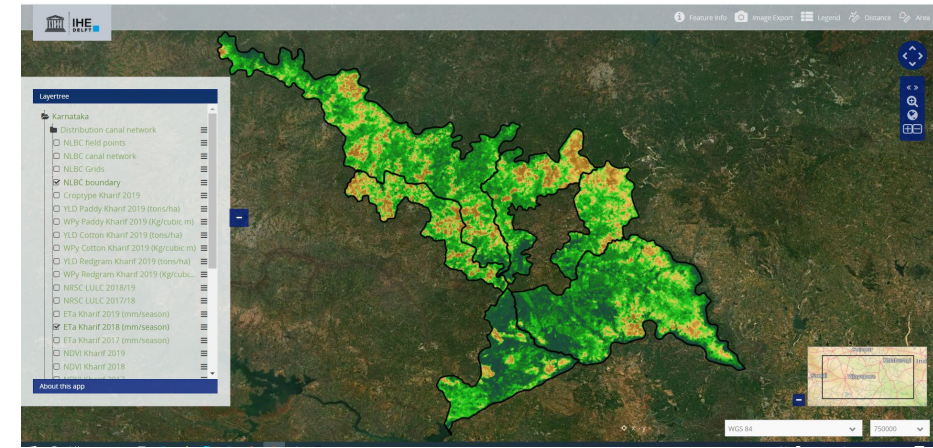 IHE
DELFT
Feature info
Image Export
Legend
Distance
Area
Layertree
Karnataka
Distribution canal network
NLBC field points
NLBC canal network
NLBC Grids
NLBC boundary
Croptype Kharif 2019
YLD Paddy Kharif 2019 (tons/ha)
WPy Paddy Kharif 2019 (Kg/cubic m)
YLD Cotton Kharif 2019 (tons/ha)
WPy Cotton Kharif 2019 (Kg/cubic m)
YLD Redgram Kharif 2019 (tons/ha)
WPy Redgram Kharif 2019 (Kg/cubi...
NRSC LULC 2018/19
NRSC LULC 2017/18
ETa Kharif 2019 (mm/season)
ETa Kharif 2018 (mm/season)
ETa Kharif 2017 (mm/season)
NDVI Kharif 2019
NDVI Kharif 2018
NDVI Kharif 2017
About this app
WGS 84
750000